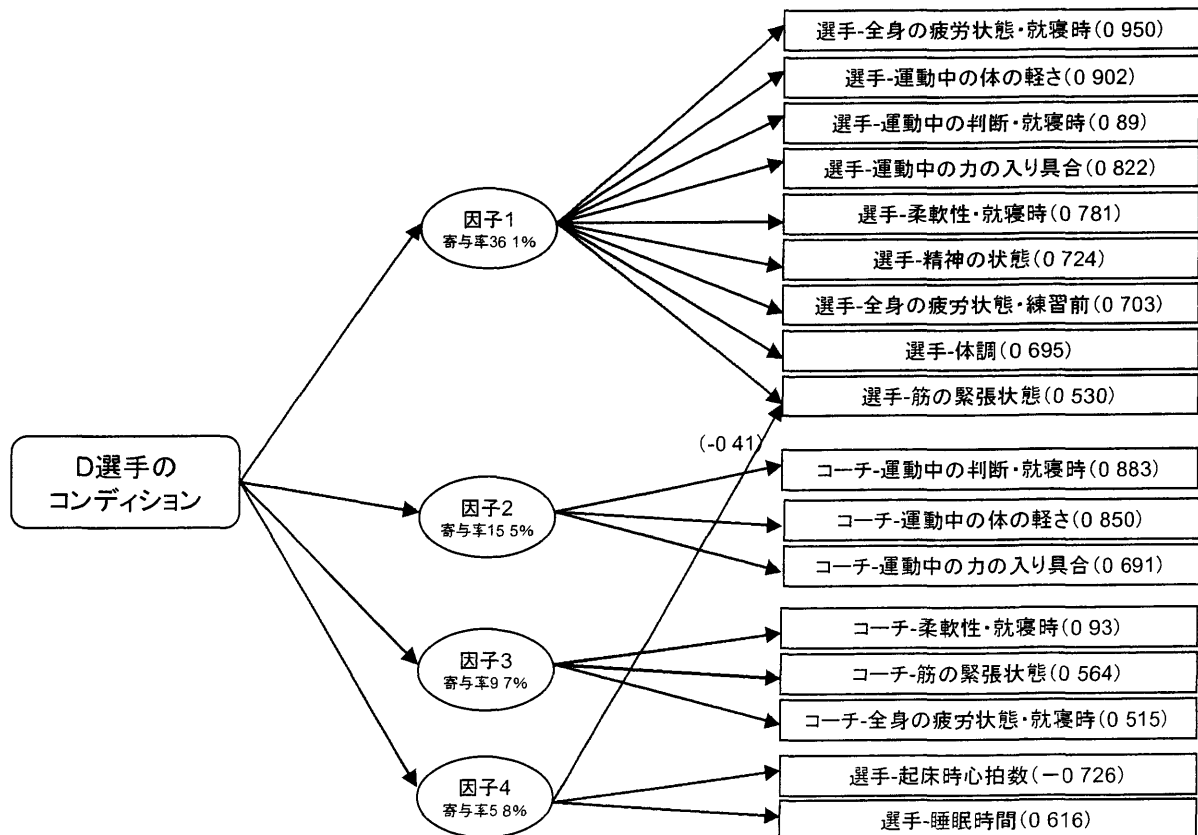 選手-全身の疲労状態・就寝時(0 950)
選手-運動中の体の軽さ(0 902)
選手-運動中の判断・就寝時(0 89)
選手-運動中の力の入り具合(0 822)
因子1
寄与率36 1%
選手-柔軟性・就寝時(0 781)
選手-精神の状態(0 724)
選手-全身の疲労状態・練習前(0 703)
選手-体調(0 695)
選手-筋の緊張状態(0 530)
(-0 41)
D選手の
コンディション
因子2
寄与率15 5%
コーチ-運動中の判断・就寝時(0 883)
コーチ-運動中の体の軽さ(0 850)
コーチ-運動中の力の入り具合(0 691)
因子3
寄与率9 7%
コーチ-柔軟性・就寝時(0 93)
コーチ-筋の緊張状態(0 564)
コーチ-全身の疲労状態・就寝時(0 515)
因子4
寄与率5 8%
選手-起床時心拍数(-0 726)
選手-睡眠時間(0 616)